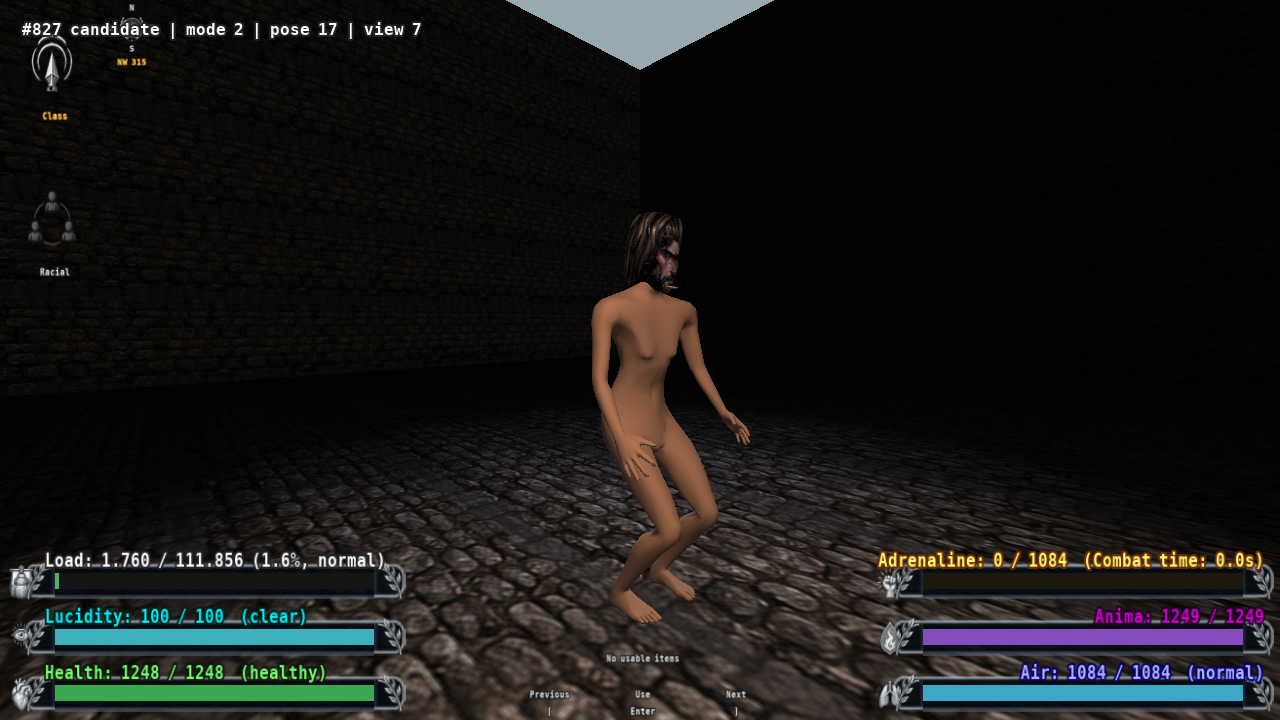 #827 candidate | mode 2 | pose 17 | view 7
N
S
NW 315
Class
Racial
Load: 1.760 / 111.856 (1.6%, normal)
Adrenaline: 0 / 1084 (Combat time: 0.0s)
Lucidity: 100 / 100 (clear)
Anima: 1249 / 1249
No usable items
Health: 1248 / 1248 (healthy)
Air: 1084 / 1084 (normal)
Previous Use Next
[ Enter ]